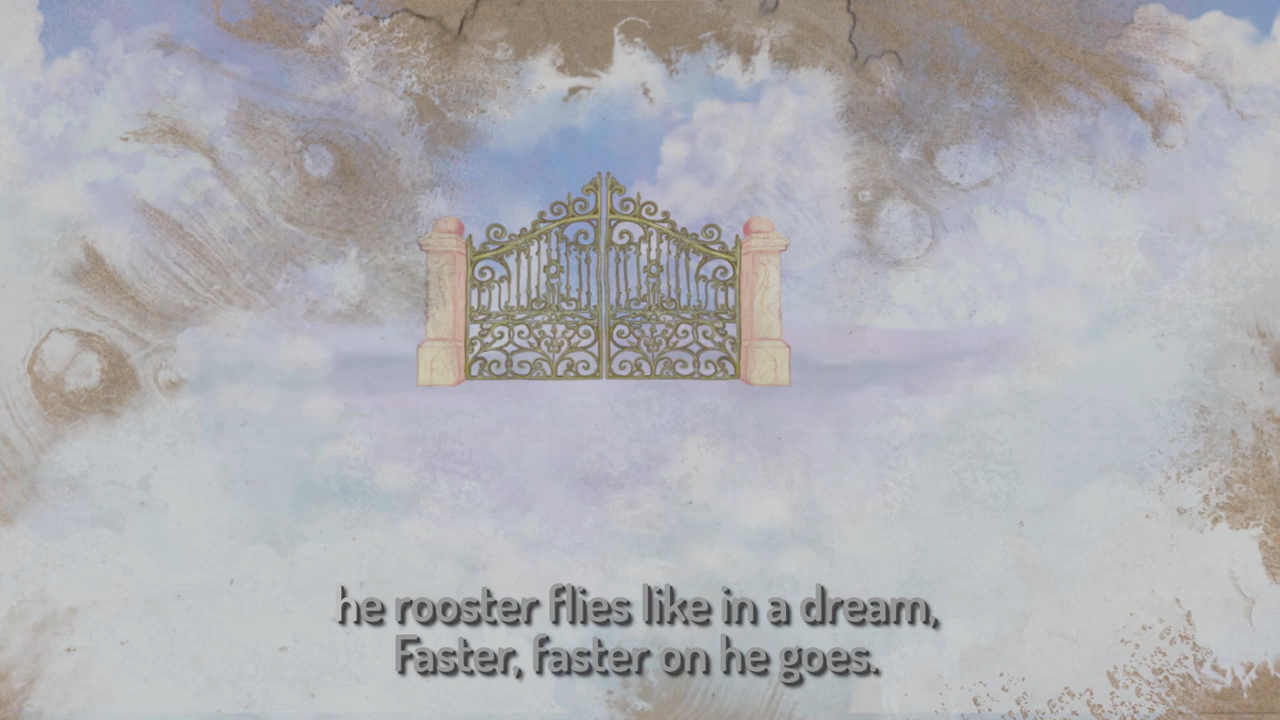 he rooster flies like in a dream,
Faster, faster on he goes.